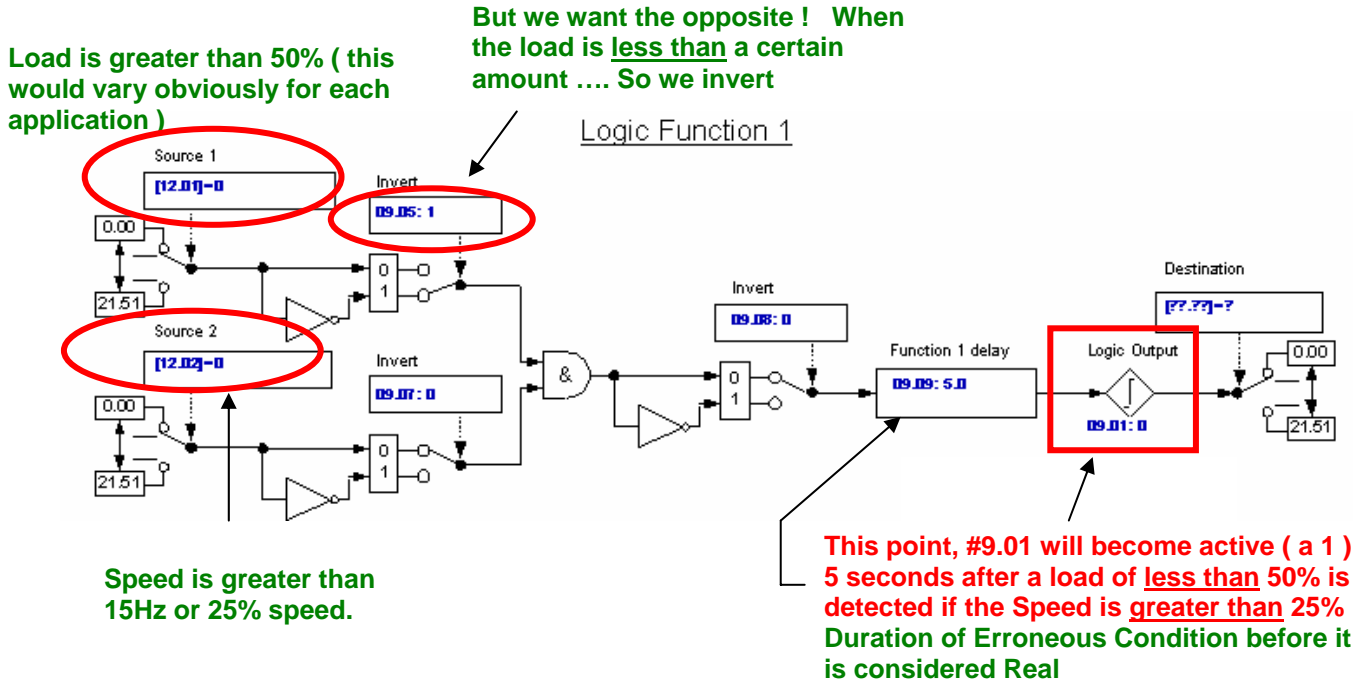 But we want the opposite !   When
the load is less than a certain
amount .... So we invert
Load is greater than 50% ( this
would vary obviously for each
application )
Logic Function 1
Source 1
[12.01]=0
Invert
09.05: 1
0.00
21.51
0
1
Source 2
[12.02]=0
Invert
09.07: 0
0.00
21.51
0
1
&
Invert
09.08: 0
0
1
Function 1 delay
09.09: 5.0
Logic Output
09.01: 0
Destination
[??.??]=?
0.00
21.51
Speed is greater than
15Hz or 25% speed.
This point, #9.01 will become active ( a 1 )
5 seconds after a load of less than 50% is
detected if the Speed is greater than 25%
Duration of Erroneous Condition before it
is considered Real